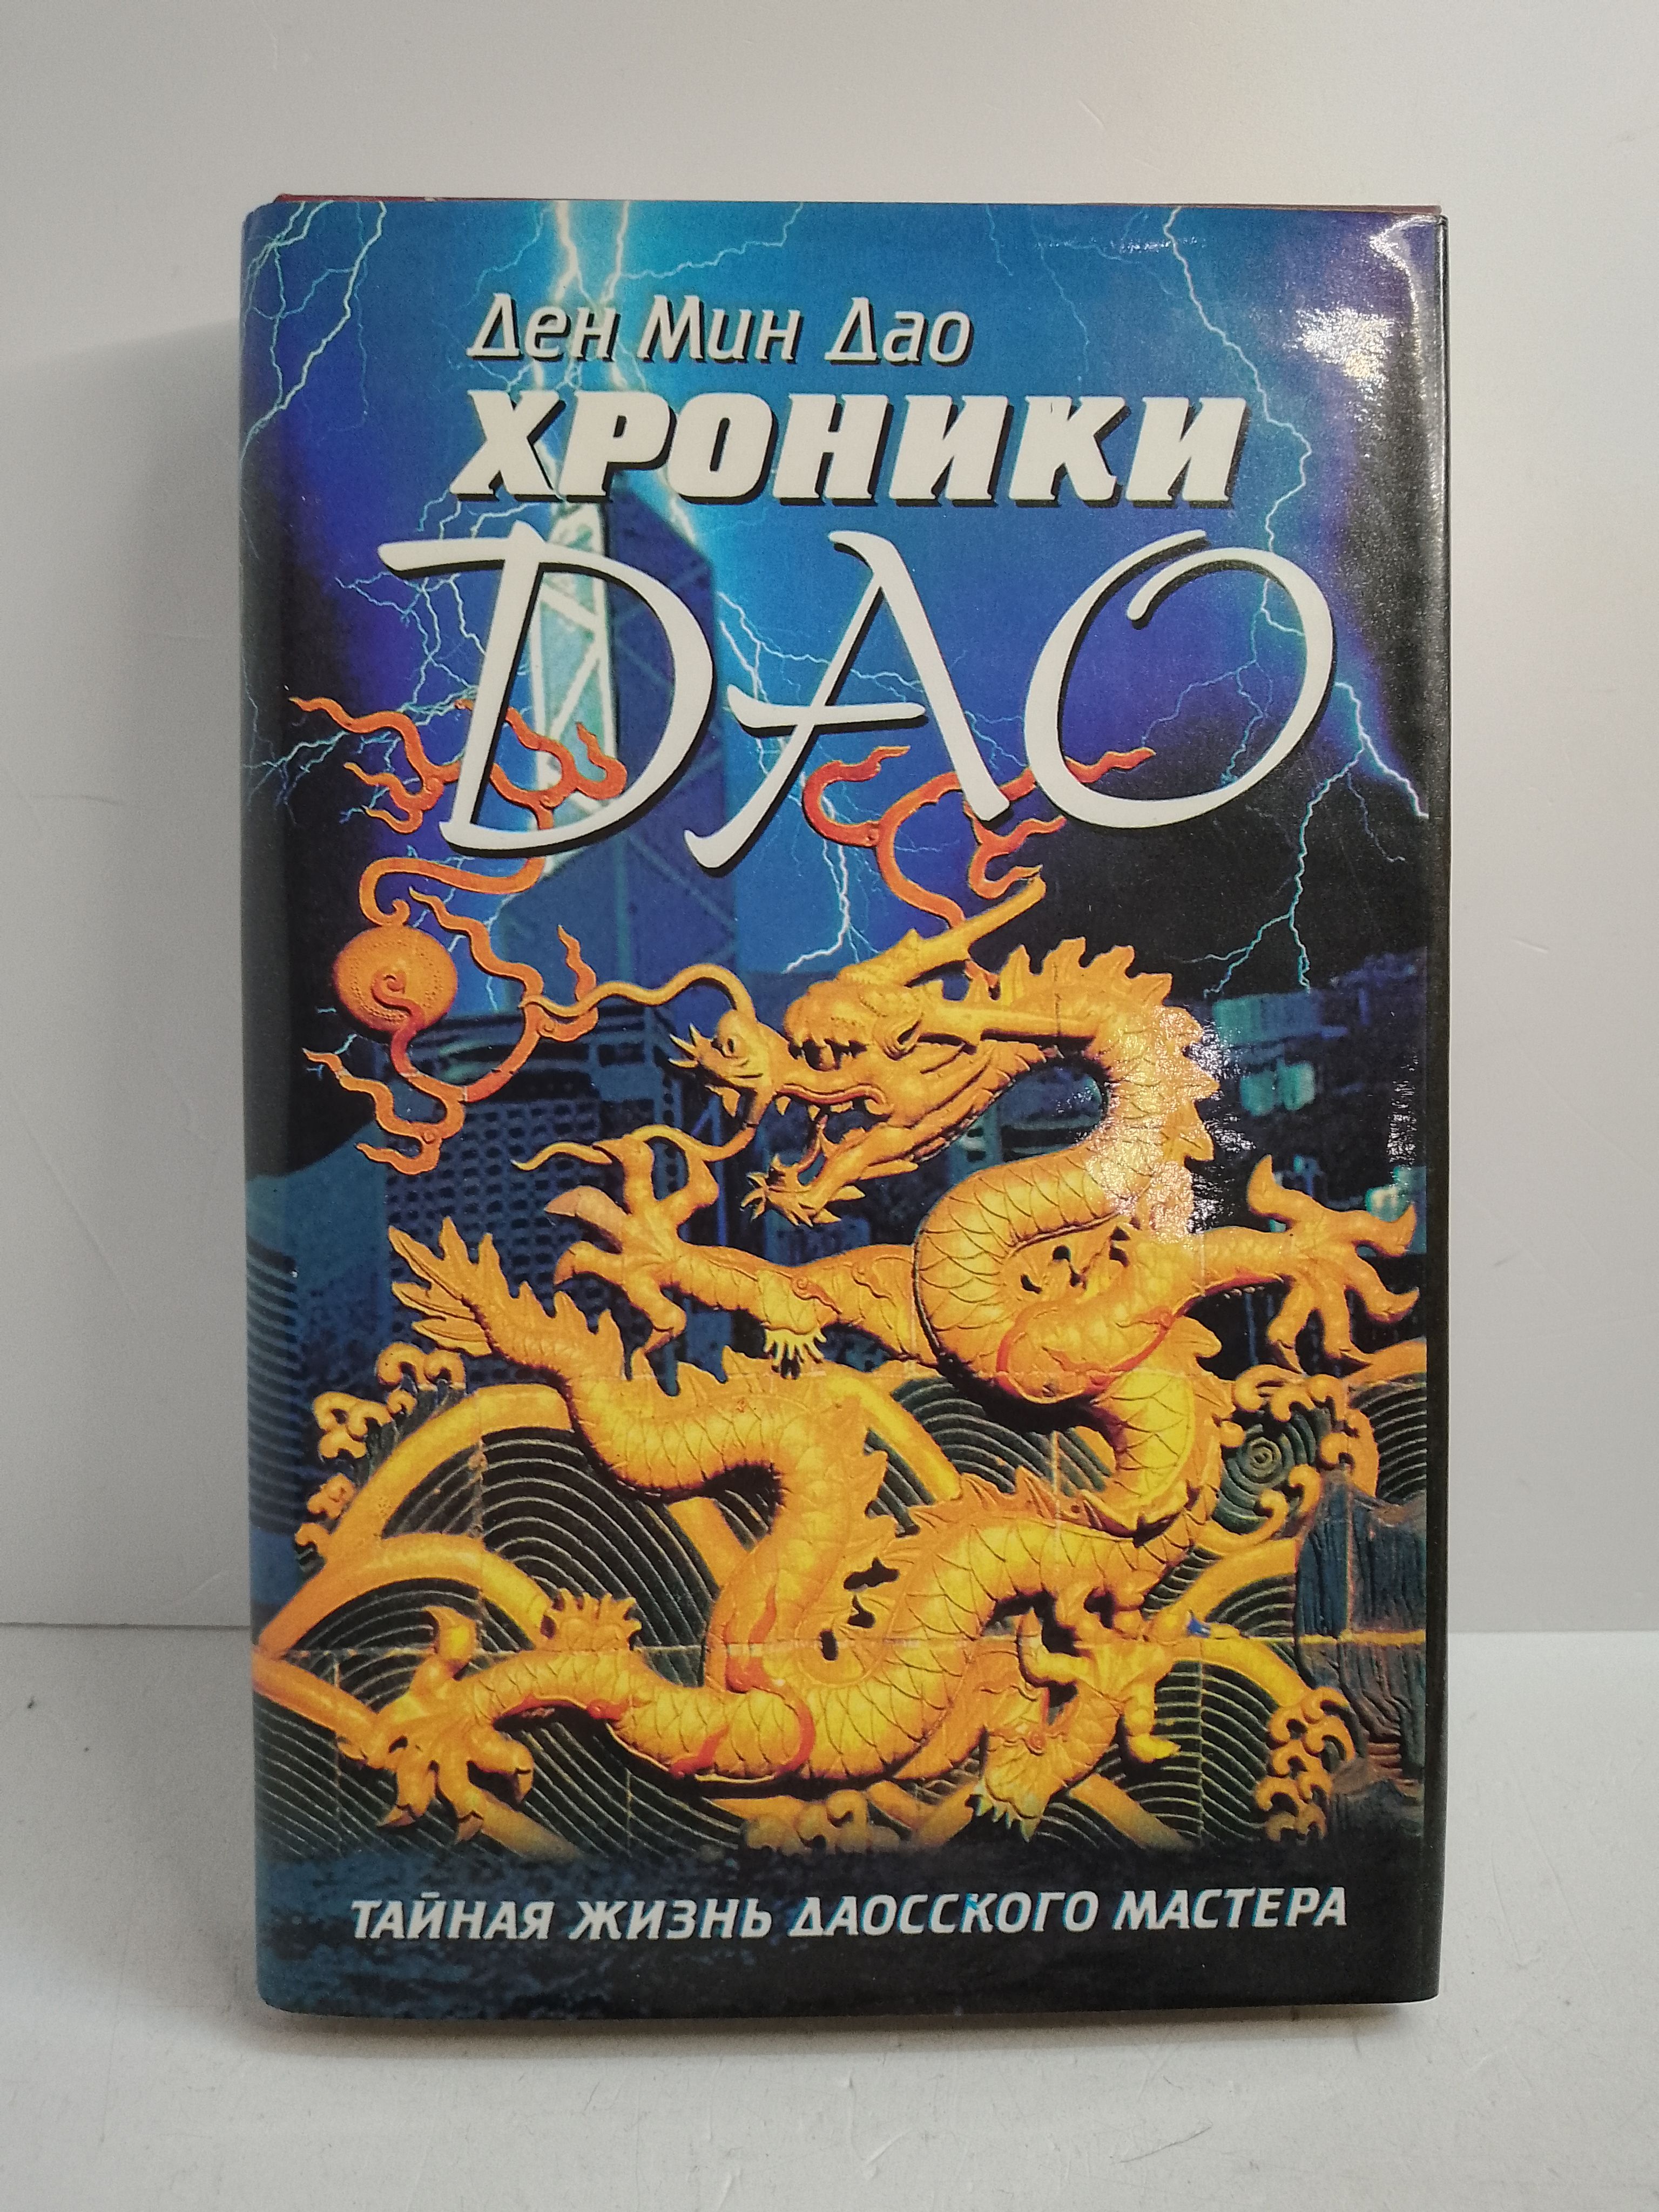 Ден Мин Дао
ХРОНИКИ
ДАО
ТАЙНАЯ ЖИЗНЬ ДАОССКОГО МАСТЕРА